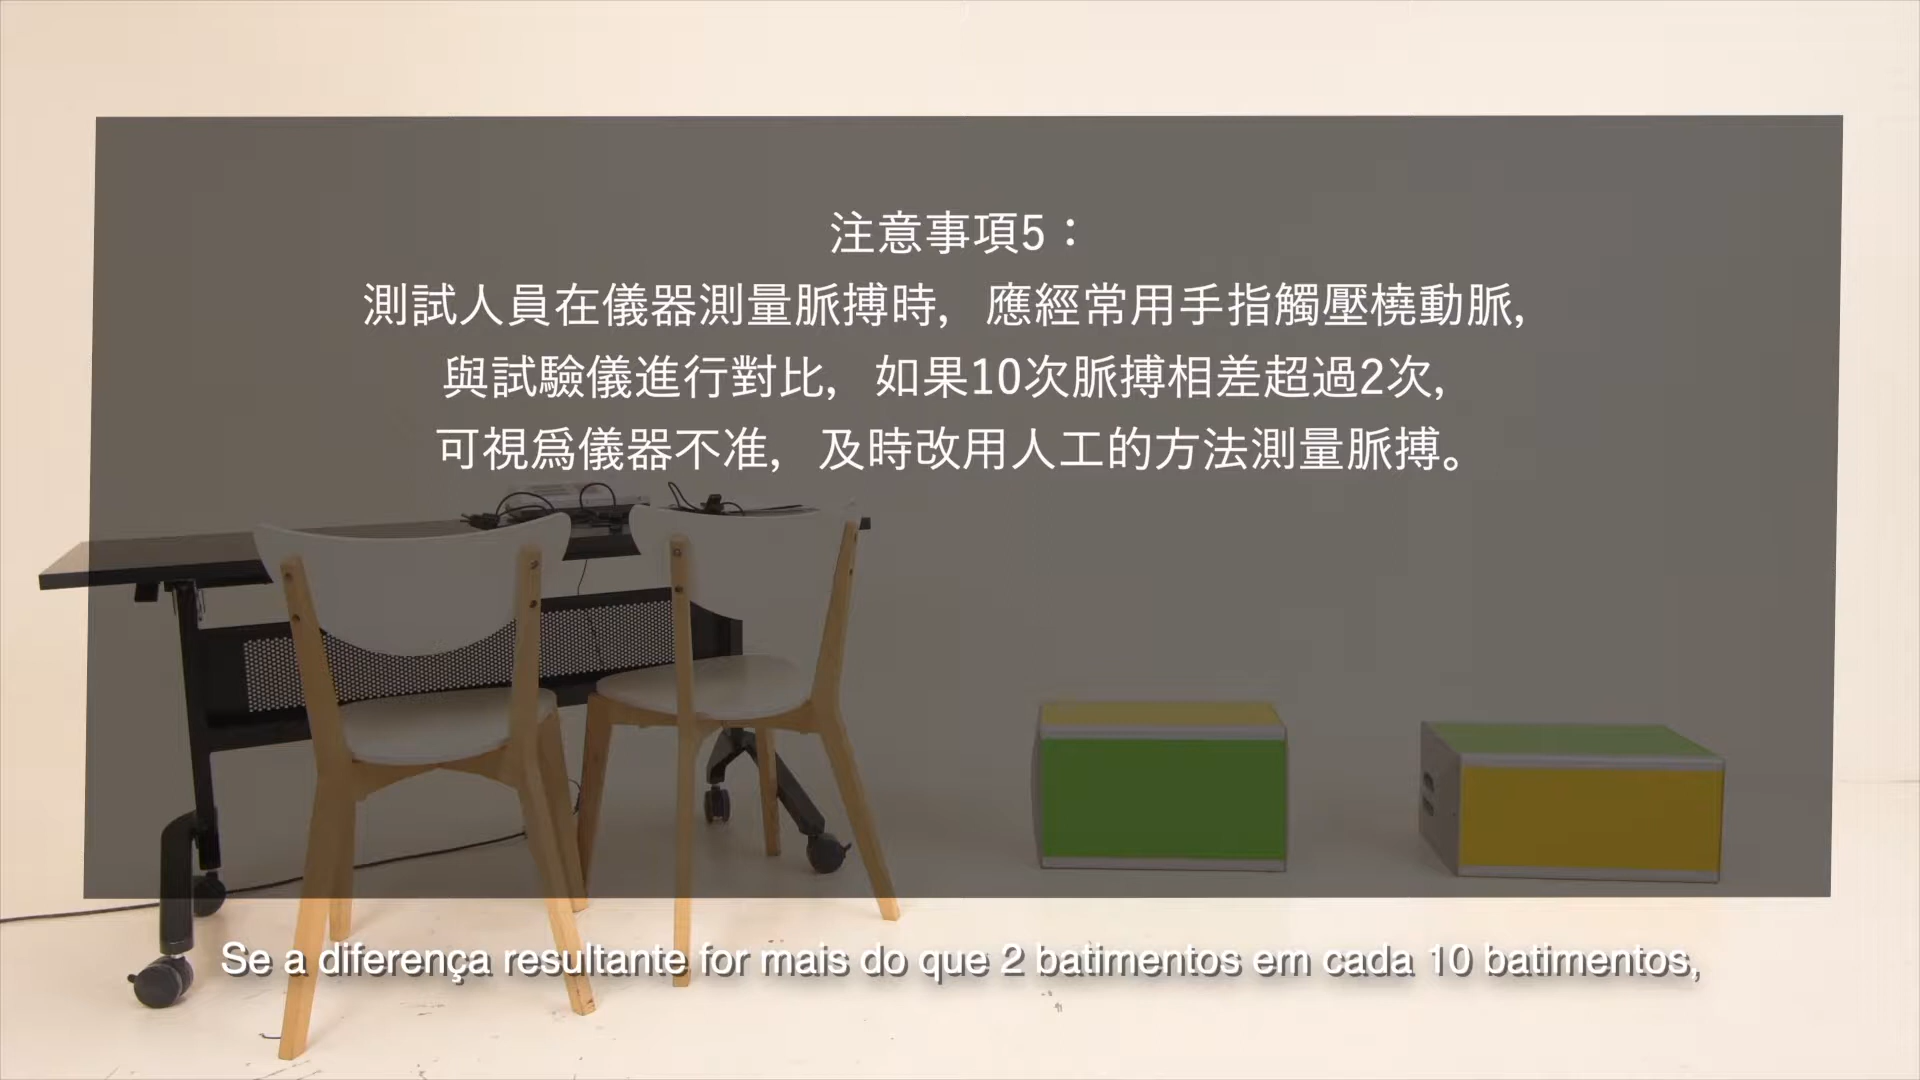 注意事項5：
測試人員在儀器測量脈搏時，應經常用手指觸壓橈動脈，
與試驗儀進行對比，如果10次脈搏相差超過2次，
可視爲儀器不准，及時改用人工的方法測量脈搏。
Se a diferença resultante for mais do que 2 batimentos em cada 10 batimentos,